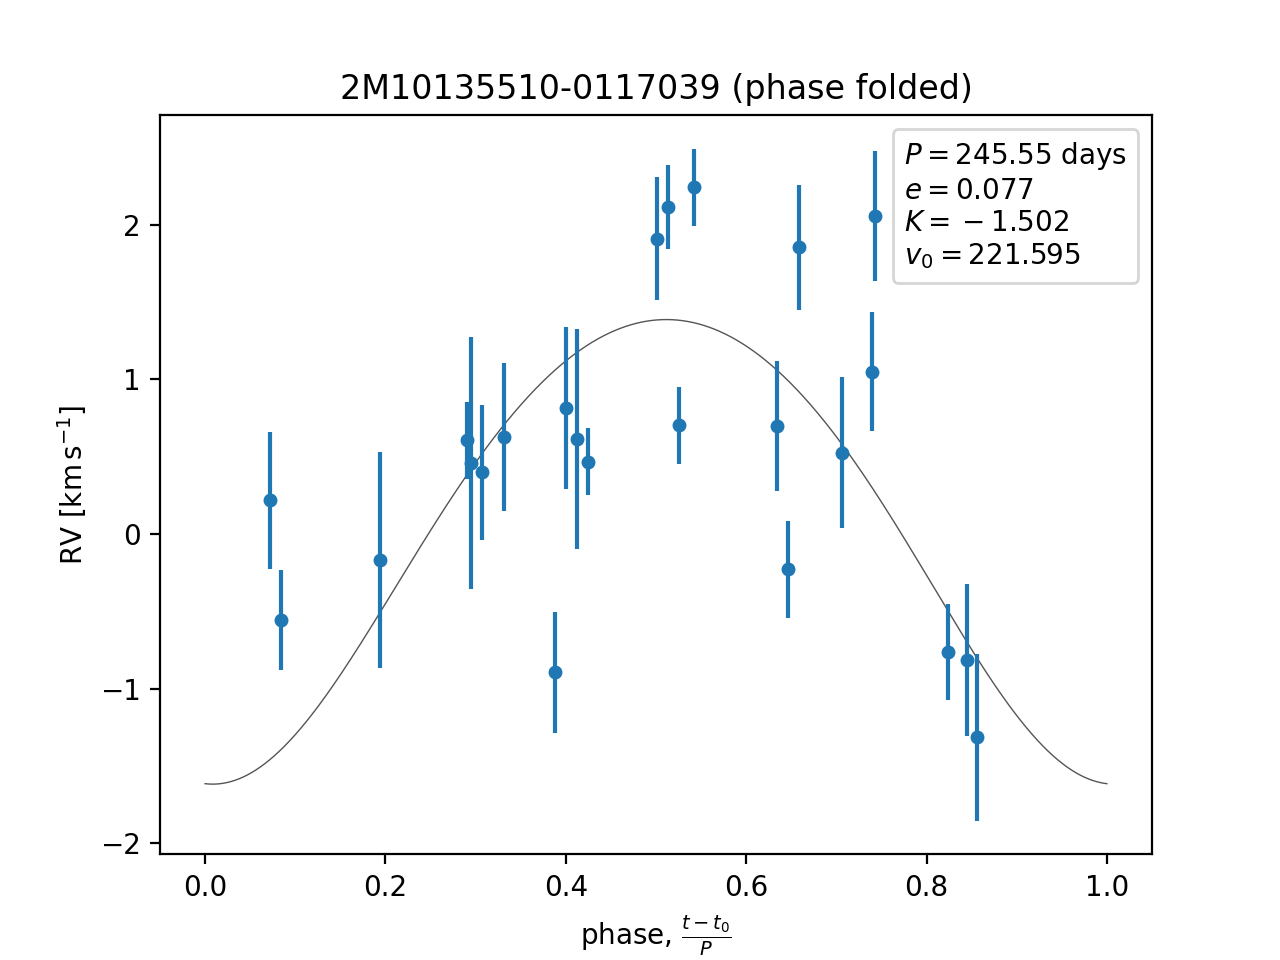 2M10135510-0117039 (phase folded)
P = 245.55 days
e = 0.077
K = −1.502
v₀ = 221.595
RV [km s⁻¹]
2
1
0
−1
−2
0.0 0.2 0.4 0.6 0.8 1.0
phase, (t − t₀)/P